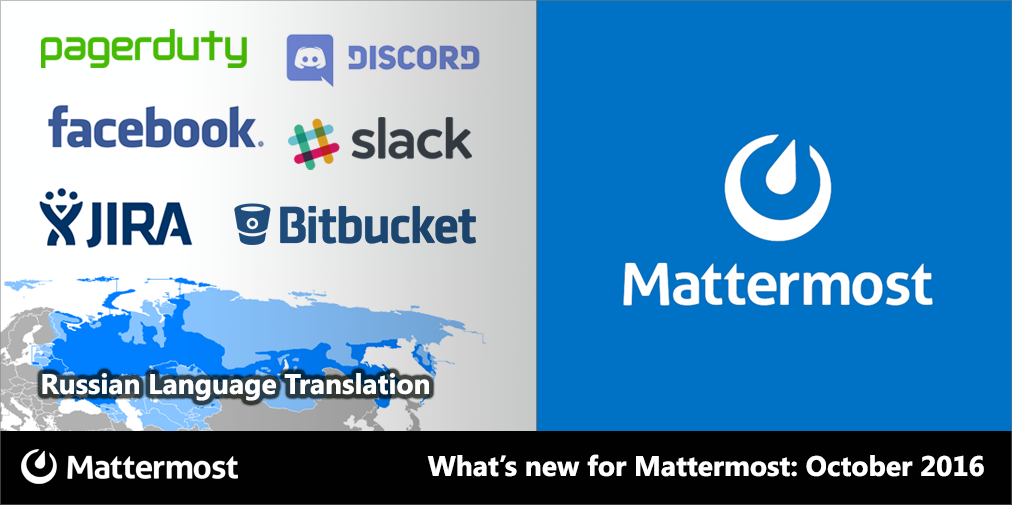 pagerduty
DISCORD
facebook®
slack
JIRA
Bitbucket
Russian Language Translation
Mattermost
Mattermost
What's new for Mattermost: October 2016